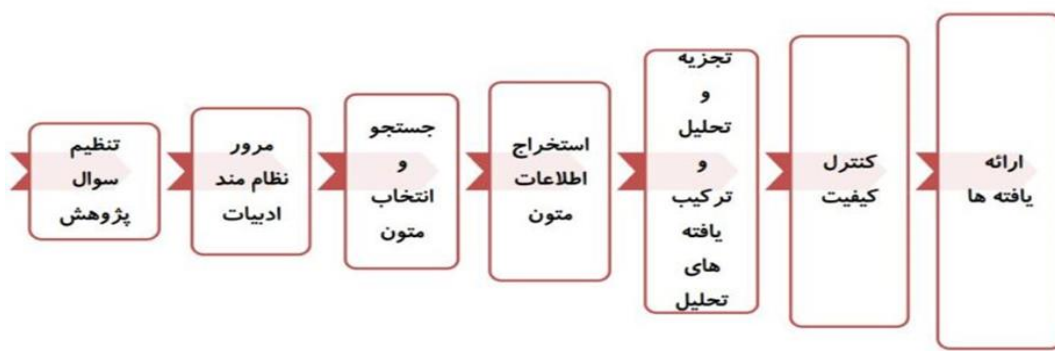 تنظیم
سوال
پژوهش
مرور
نظام مند
ادبیات
جستجو
و
انتخاب
متون
استخراج
اطلاعات
متون
تجزیه
و
تحلیل
و
ترکیب
یافته
های
تحلیل
کنترل
کیفیت
ارائه
یافته ها